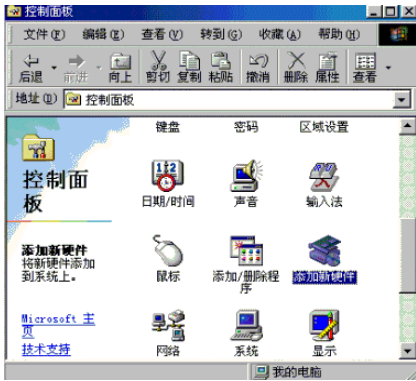 控制面板
文件(F) 编辑(E) 查看(V) 转到(G) 收藏(A) 帮助(H)
后退 前进 向上 剪切 复制 粘贴 撤消 删除 属性 查看
地址(D) 控制面板
键盘 密码 区域设置
控制面
板
日期/时间 声音 输入法
添加新硬件
将新硬件添加
到系统上。
鼠标 添加/删除程
序 添加新硬件
Microsoft 主
页
技术支持
网络 系统 显示
我的电脑